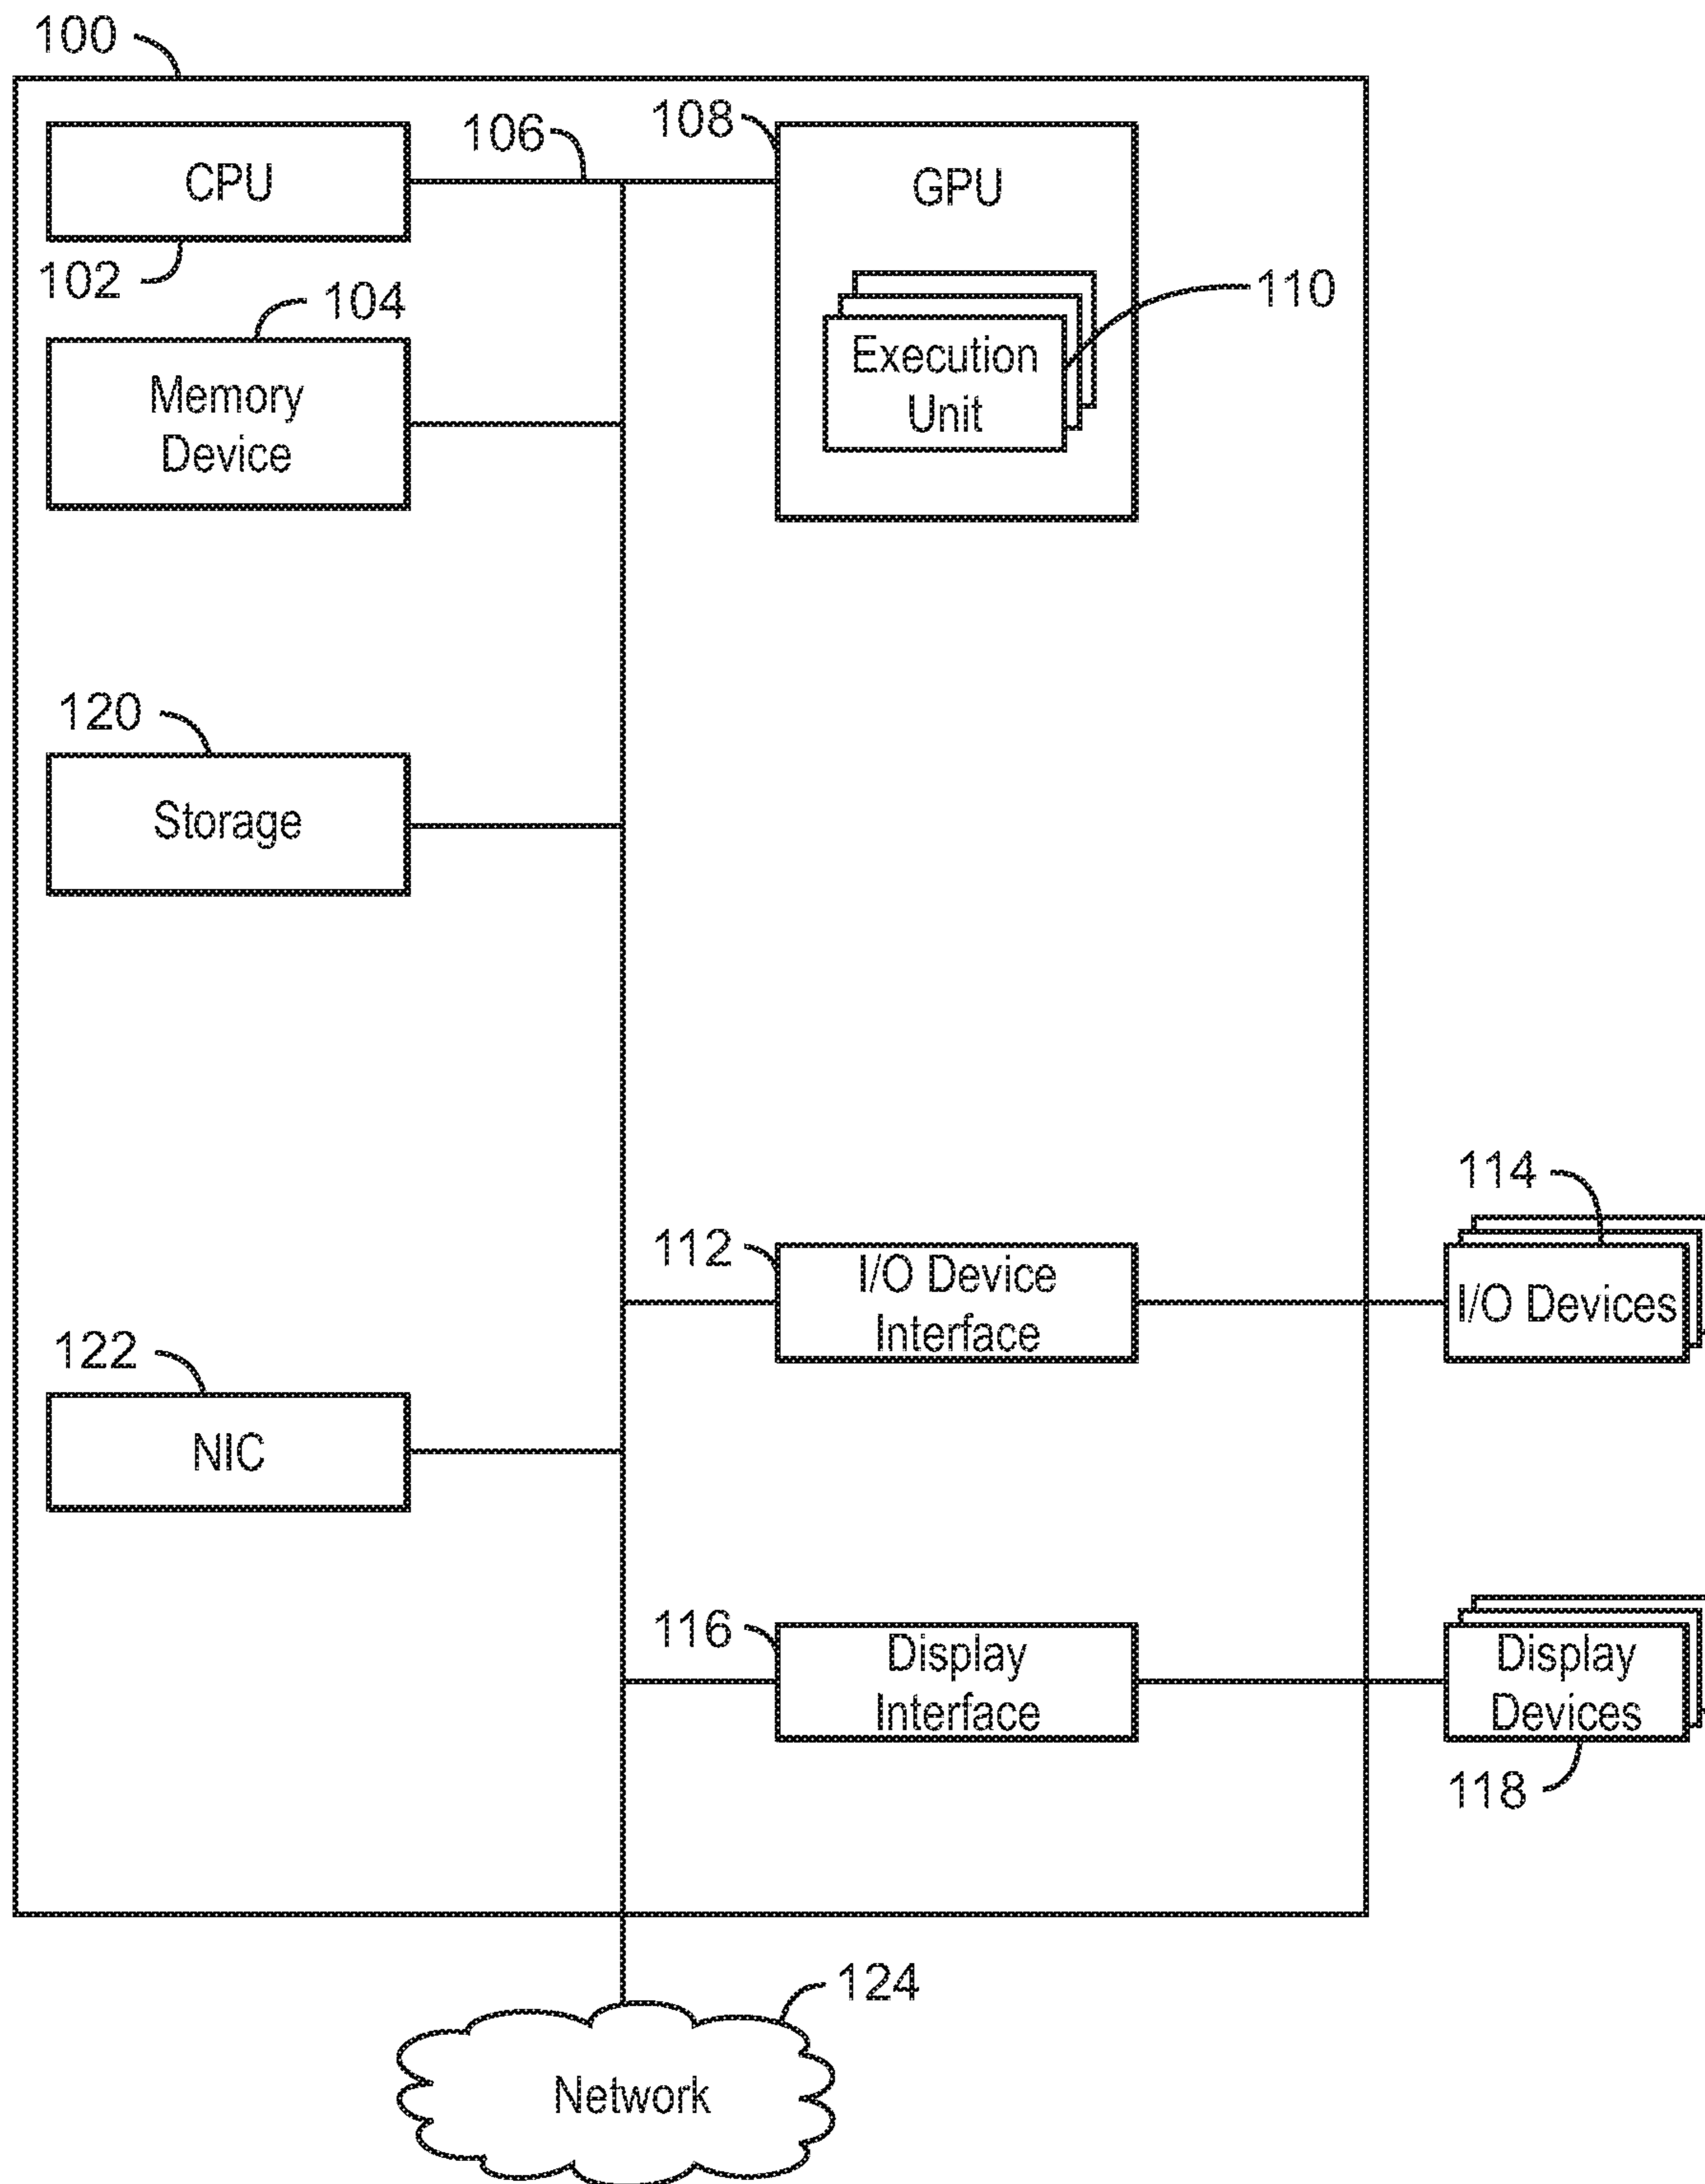 100
106
108
CPU
GPU
102
104
110
Execution
Unit
Memory
Device
120
Storage
114
112
I/O Device
Interface
I/O Devices
122
NIC
116
Display
Interface
Display
Devices
118
124
Network